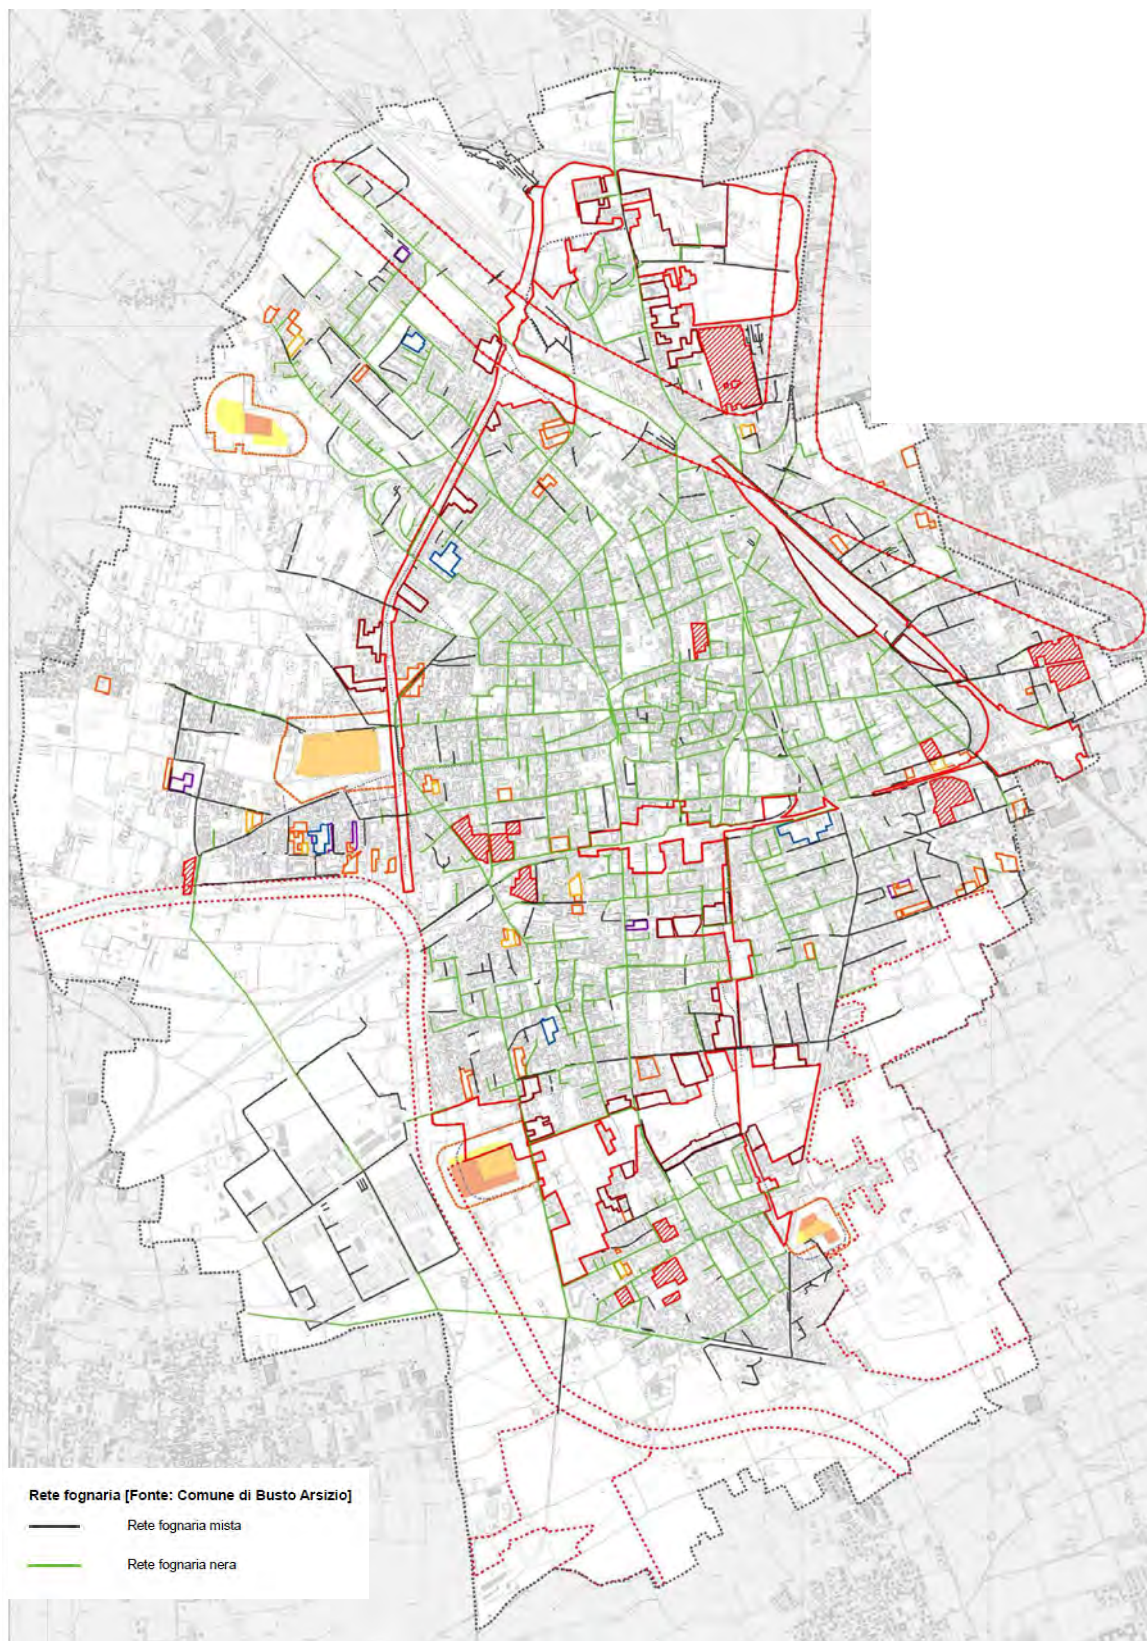 Rete fognaria [Fonte: Comune di Busto Arsizio]
Rete fognaria mista
Rete fognaria nera